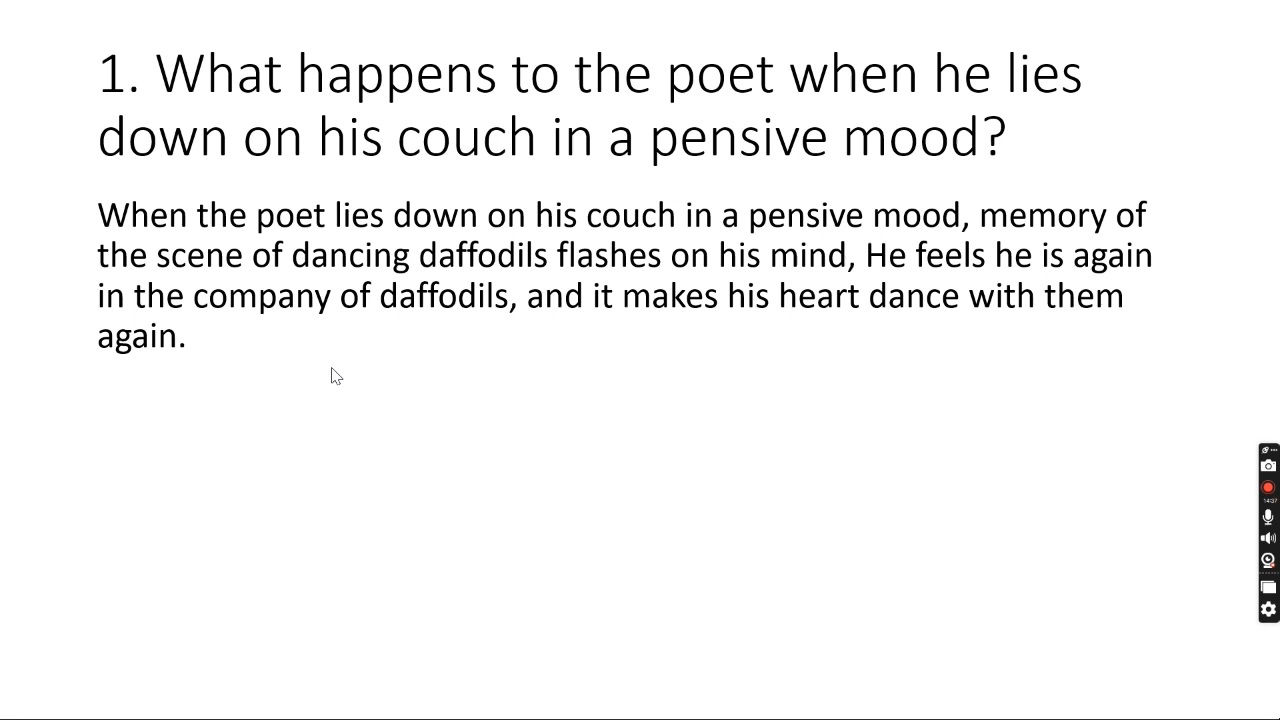 1. What happens to the poet when he lies
down on his couch in a pensive mood?
When the poet lies down on his couch in a pensive mood, memory of
the scene of dancing daffodils flashes on his mind, He feels he is again
in the company of daffodils, and it makes his heart dance with them
again.
14:37